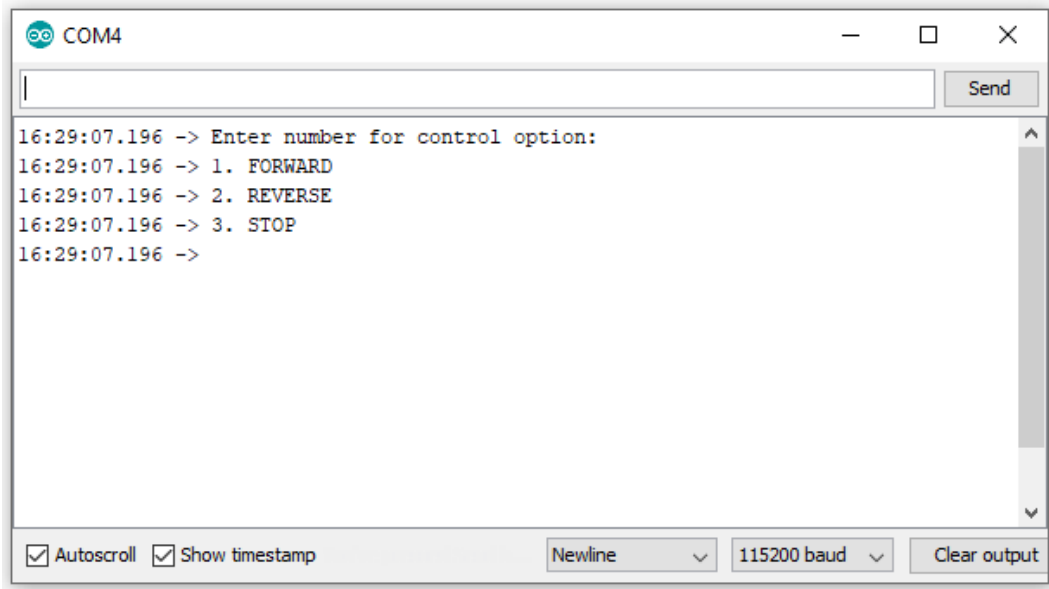 COM4
Send
16:29:07.196 -> Enter number for control option:
16:29:07.196 -> 1. FORWARD
16:29:07.196 -> 2. REVERSE
16:29:07.196 -> 3. STOP
16:29:07.196 ->
Autoscroll Show timestamp Newline 115200 baud Clear output